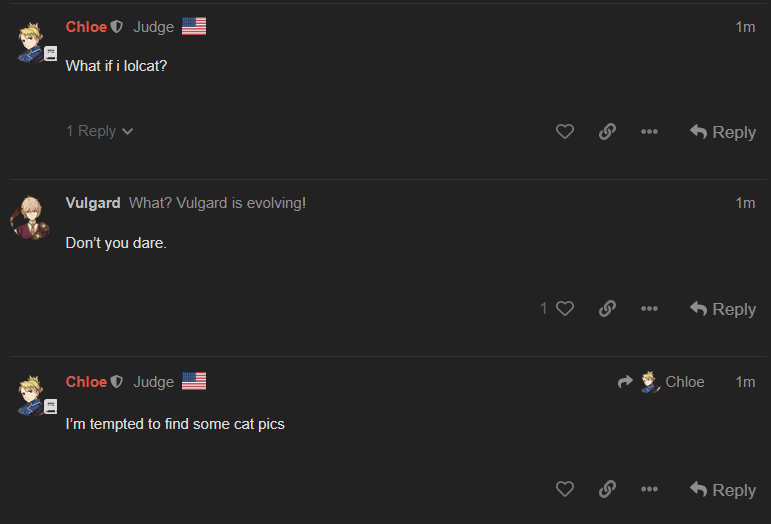 Chloe Judge 1m
What if i lolcat?
1 Reply Reply
Vulgard What? Vulgard is evolving! 1m
Don’t you dare.
1 Reply
Chloe Judge Chloe 1m
I’m tempted to find some cat pics
Reply